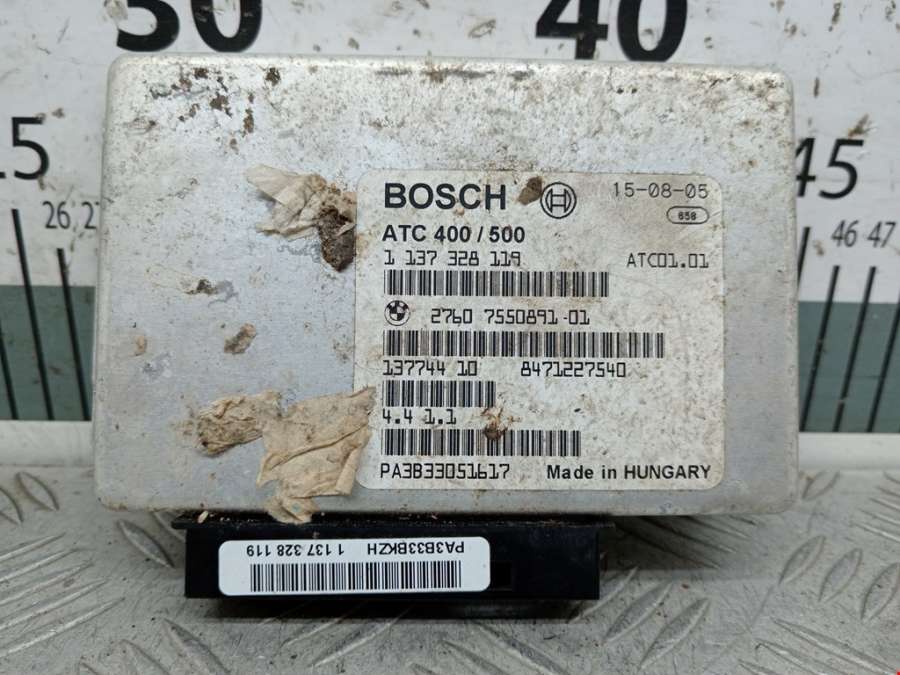 30
40
15
26 27
45
46 47
BOSCH
15-08-05
658
ATC 400 / 500
1 137 328 119
ATC01.01
2760 7550891-01
137744 10 8471227540
4.4 1.1
PA3B33051617
Made in HUNGARY
PA3B33BKZH 1 137 328 119